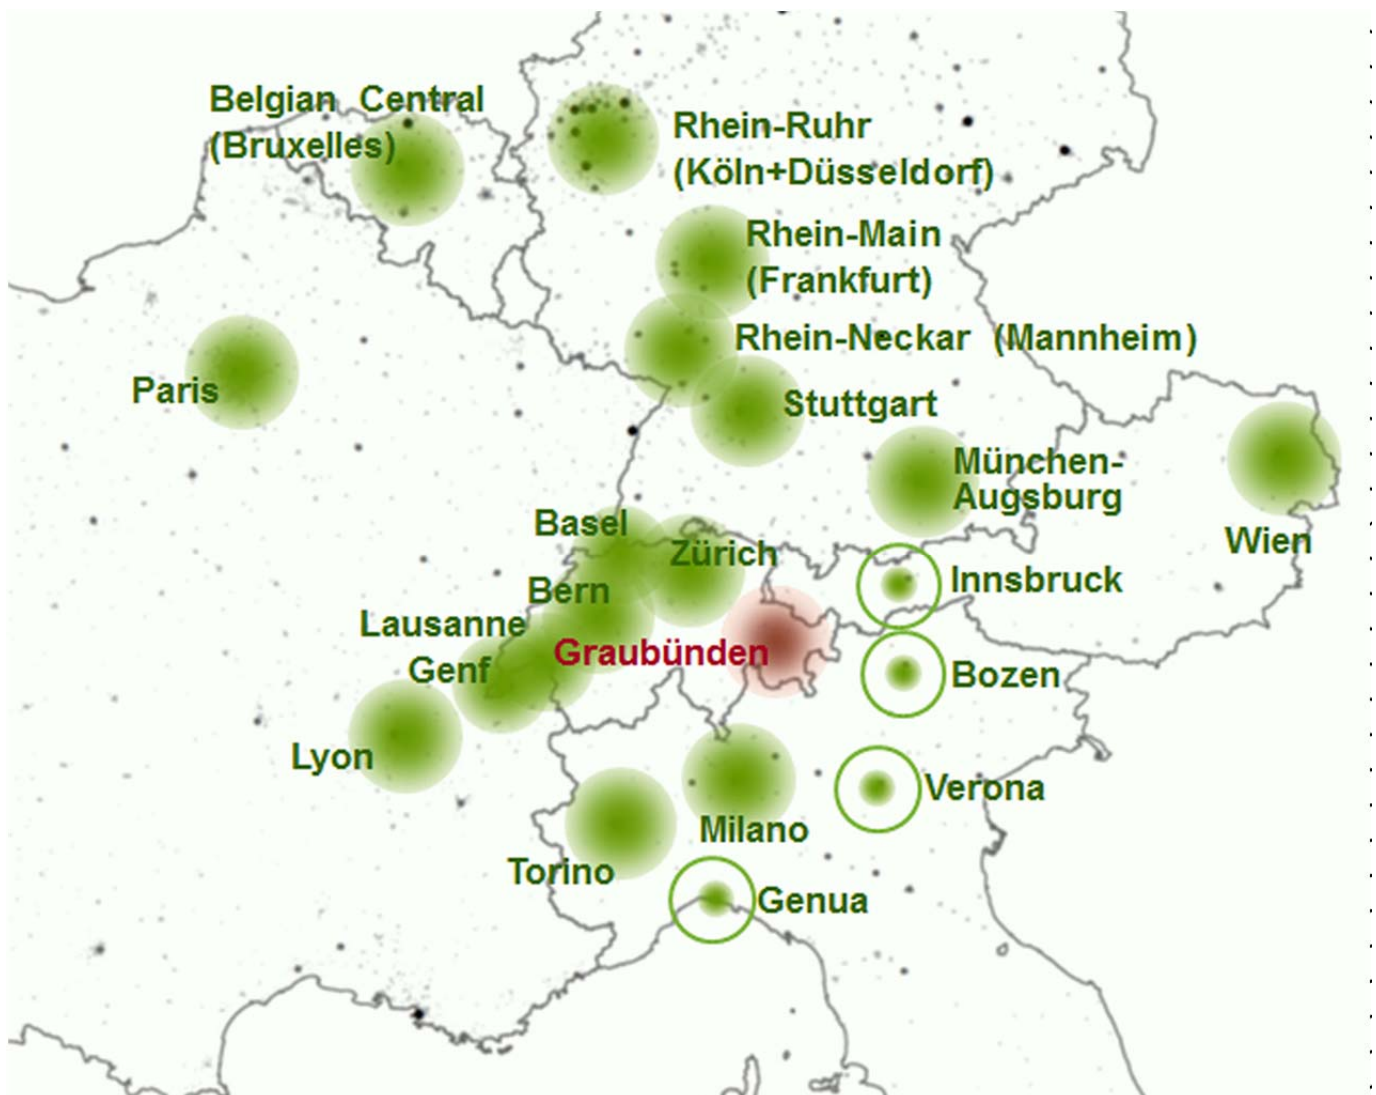 Belgian Central
(Bruxelles)
Rhein-Ruhr
(Köln+Düsseldorf)
Rhein-Main
(Frankfurt)
Rhein-Neckar (Mannheim)
Paris
Stuttgart
München-
Augsburg
Wien
Basel
Zürich
Bern
Innsbruck
Lausanne
Graubünden
Genf
Bozen
Lyon
Verona
Milano
Torino
Genua